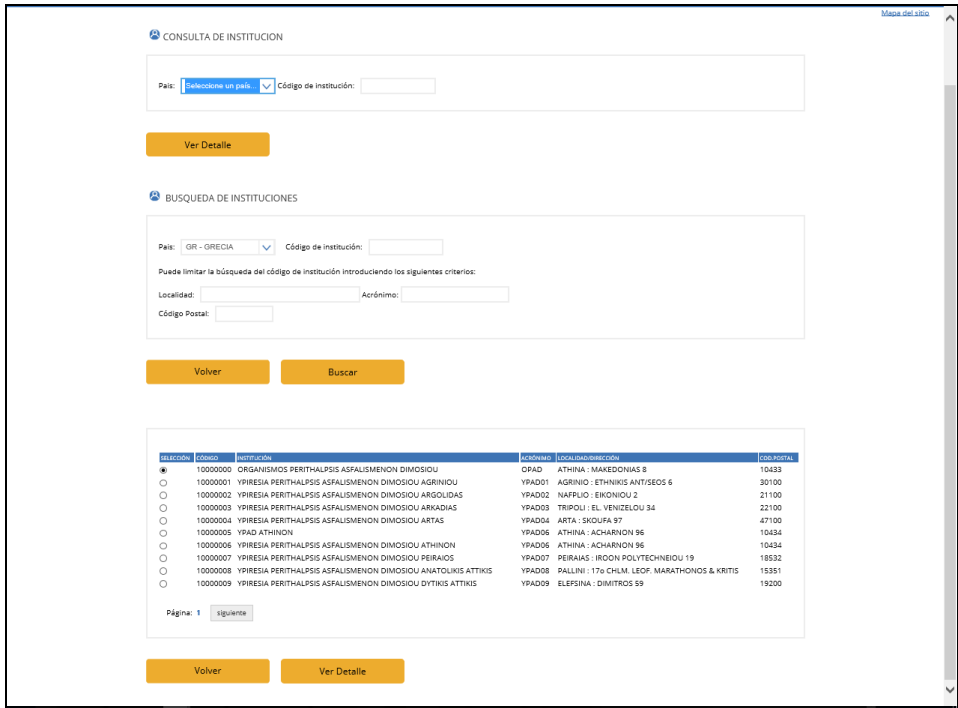 Mapa del sitio
CONSULTA DE INSTITUCION
Pais: Seleccione un país... Código de institución:
Ver Detalle
BUSQUEDA DE INSTITUCIONES
Pais: GR - GRECIA Código de institución:
Puede limitar la búsqueda del código de institución introduciendo los siguientes criterios:
Localidad: Acrónimo:
Código Postal:
Volver Buscar
SELECCIÓN CÓDIGO INSTITUCIÓN ACRÓNIMO LOCALIDAD/DIRECCIÓN COD.POSTAL
10000000 ORGANISMOS PERITHALPSIS ASFALISMENON DIMOSIOU OPAD ATHINA : MAKEDONIAS 8 10433
10000001 YPIRESIA PERITHALPSIS ASFALISMENON DIMOSIOU AGRINIOU YPAD01 AGRINIO : ETHNIKIS ANT/SEOS 6 30100
10000002 YPIRESIA PERITHALPSIS ASFALISMENON DIMOSIOU ARGOLIDAS YPAD02 NAFPLIO : EIKONIOU 2 21100
10000003 YPIRESIA PERITHALPSIS ASFALISMENON DIMOSIOU ARKADIAS YPAD03 TRIPOLI : EL. VENIZELOU 34 22100
10000004 YPIRESIA PERITHALPSIS ASFALISMENON DIMOSIOU ARTAS YPAD04 ARTA : SKOUFA 97 47100
10000005 YPAD ATHINON YPAD06 ATHINA : ACHARNON 96 10434
10000006 YPIRESIA PERITHALPSIS ASFALISMENON DIMOSIOU ATHINON YPAD06 ATHINA : ACHARNON 96 10434
10000007 YPIRESIA PERITHALPSIS ASFALISMENON DIMOSIOU PEIRAIOS YPAD07 PEIRAIAS : IROON POLYTECHNEIOU 19 18532
10000008 YPIRESIA PERITHALPSIS ASFALISMENON DIMOSIOU ANATOLIKIS ATTIKIS YPAD08 PALLINI : 17o CHLM. LEOF. MARATHONOS & KRITIS 15351
10000009 YPIRESIA PERITHALPSIS ASFALISMENON DIMOSIOU DYTIKIS ATTIKIS YPAD09 ELEFSINA : DIMITROS 59 19200
Página: 1 siguiente
Volver Ver Detalle